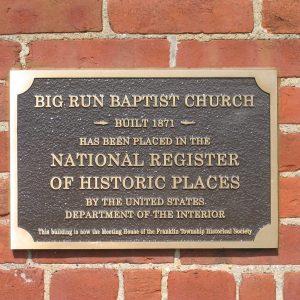 BIG RUN BAPTIST CHURCH
BUILT 1871
HAS BEEN PLACED IN THE
NATIONAL REGISTER
OF HISTORIC PLACES
BY THE UNITED STATES
DEPARTMENT OF THE INTERIOR
This building is now the Meeting House of the Franklin Township Historical Society